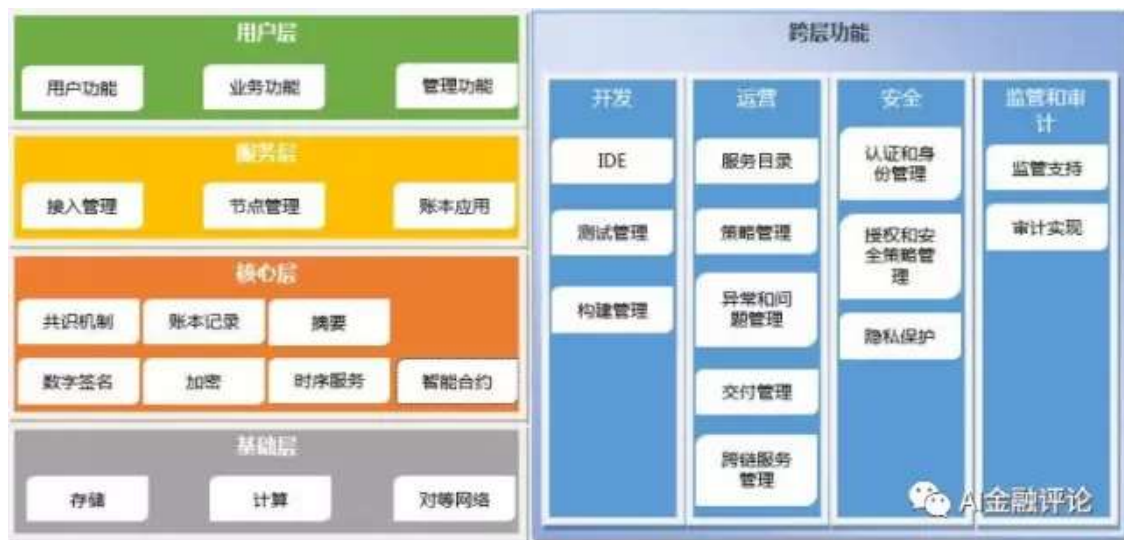 用户层
用户功能
业务功能
管理功能
服务层
接入管理
节点管理
账本应用
核心层
共识机制
账本记录
摘要
数字签名
加密
时序服务
智能合约
基础层
存储
计算
对等网络
跨层功能
开发
IDE
测试管理
构建管理
运营
服务目录
策略管理
异常和问
题管理
交付管理
跨链服务
管理
安全
认证和身
份管理
授权和安
全策略管
理
隐私保护
监管和审
计
监管支持
审计实现
AI金融评论